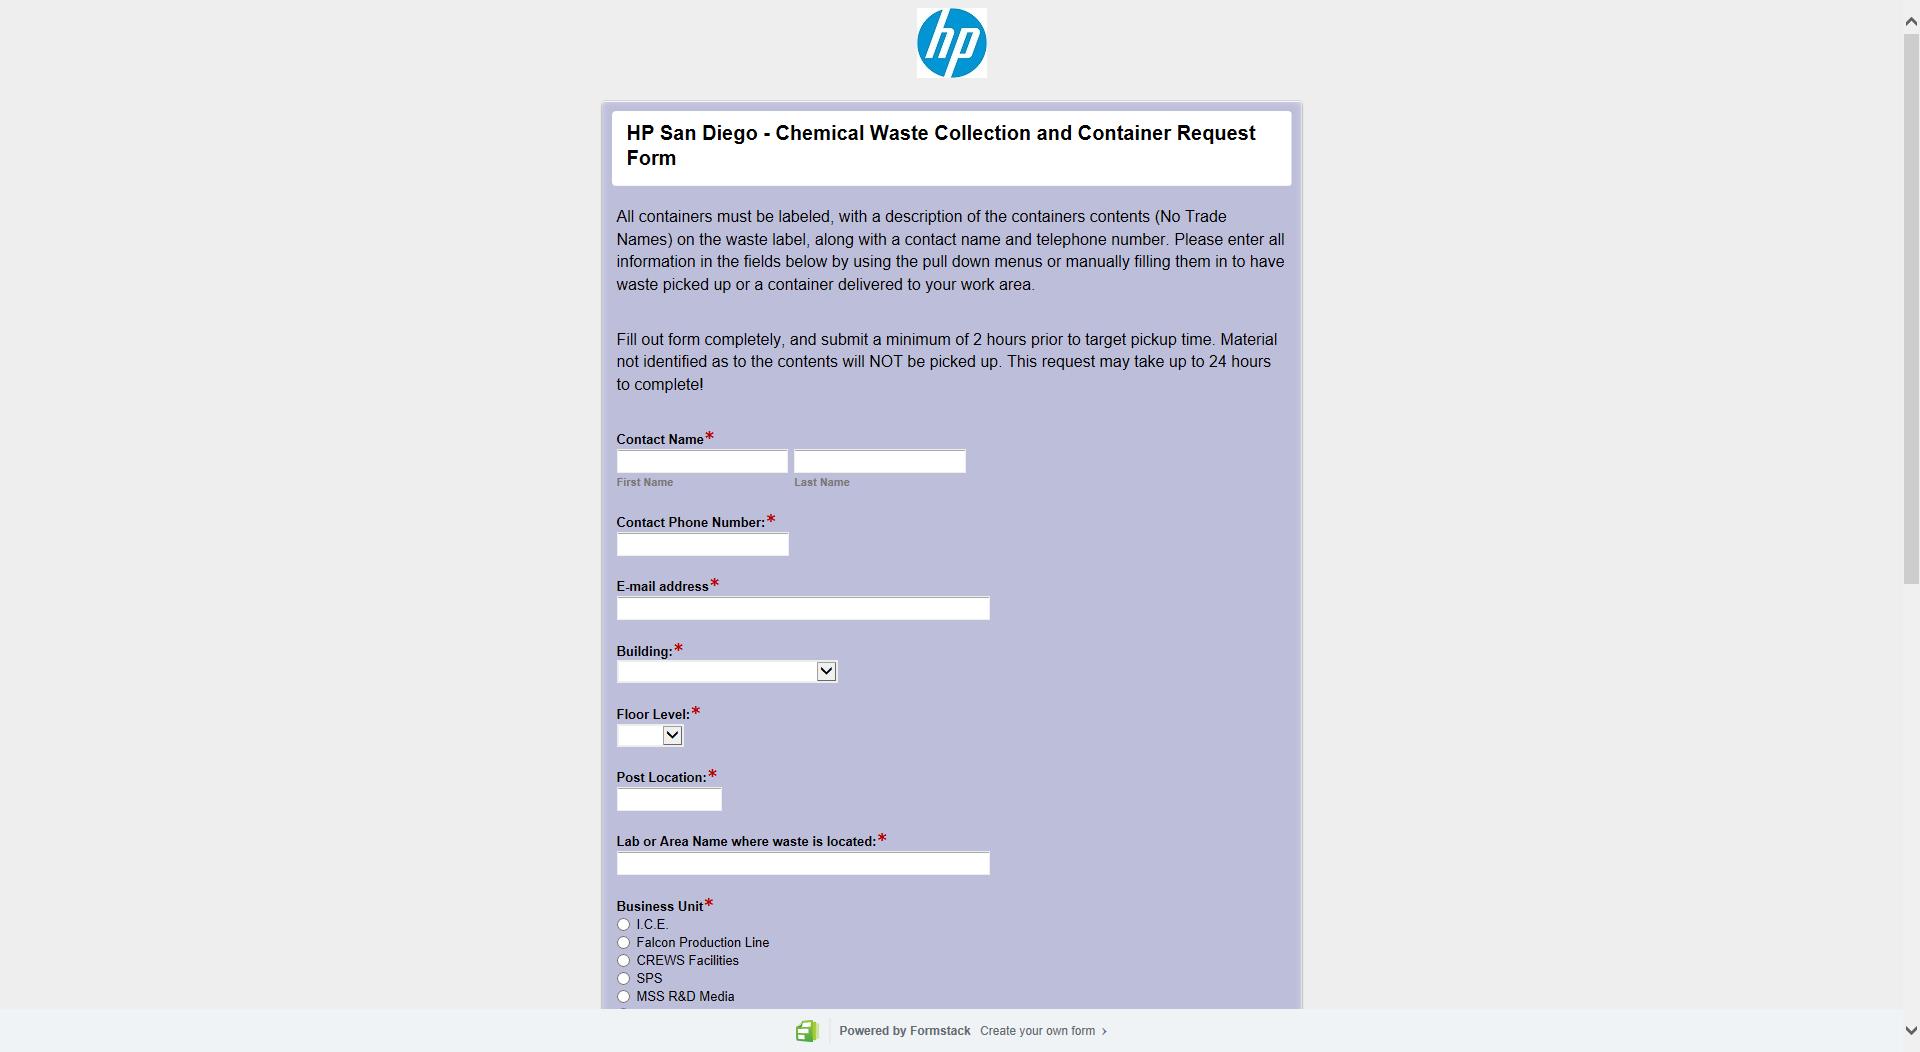 hp
HP San Diego - Chemical Waste Collection and Container Request
Form
All containers must be labeled, with a description of the containers contents (No Trade
Names) on the waste label, along with a contact name and telephone number. Please enter all
information in the fields below by using the pull down menus or manually filling them in to have
waste picked up or a container delivered to your work area.
Fill out form completely, and submit a minimum of 2 hours prior to target pickup time. Material
not identified as to the contents will NOT be picked up. This request may take up to 24 hours
to complete!
Contact Name*
First Name Last Name
Contact Phone Number:*
E-mail address*
Building:*
Floor Level:*
Post Location:*
Lab or Area Name where waste is located:*
Business Unit*
I.C.E.
Falcon Production Line
CREWS Facilities
SPS
MSS R&D Media
Powered by Formstack Create your own form ›